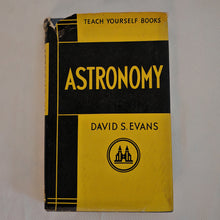 TEACH YOURSELF BOOKS
ASTRONOMY
DAVID S. EVANS